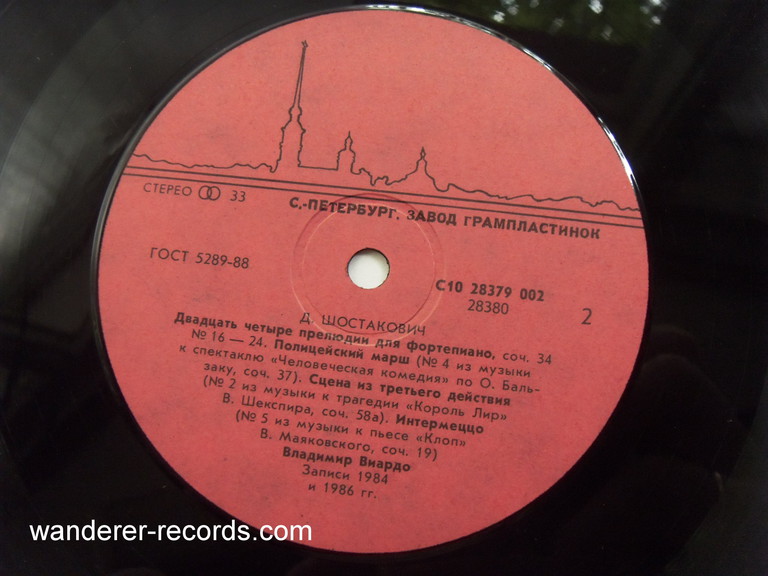 СТЕРЕО 33
С.-ПЕТЕРБУРГ. ЗАВОД ГРАМПЛАСТИНОК
ГОСТ 5289-88
С10 28379 002
28380
2
Д. ШОСТАКОВИЧ
Двадцать четыре прелюдии для фортепиано, соч. 34
№ 16 — 24. Полицейский марш (№ 4 из музыки
к спектаклю «Человеческая комедия» по О. Баль-
заку, соч. 37). Сцена из третьего действия
(№ 2 из музыки к трагедии «Король Лир»
В. Шекспира, соч. 58а). Интермеццо
(№ 5 из музыки к пьесе «Клоп»
В. Маяковского, соч. 19)
Владимир Виардо
Записи 1984
и 1986 гг.
wanderer-records.com